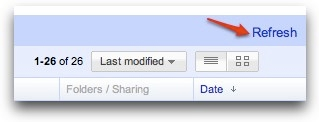 Refresh
1-26 of 26 Last modified
Folders / Sharing Date